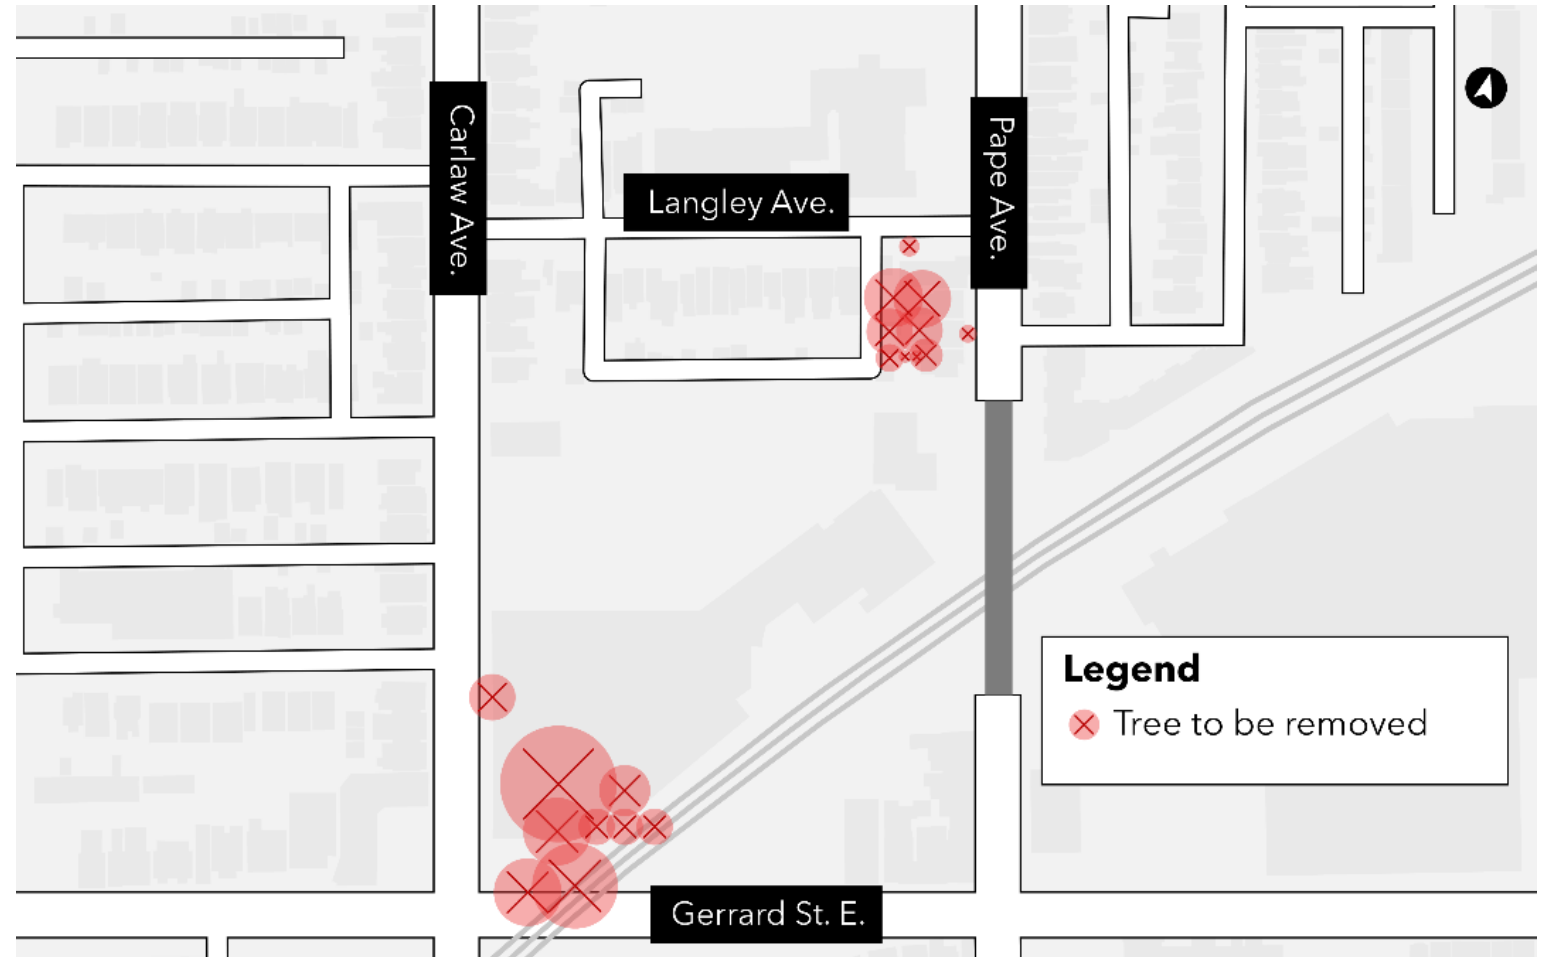 Carlaw Ave.
Pape Ave.
Langley Ave.
Legend
Tree to be removed
Gerrard St. E.